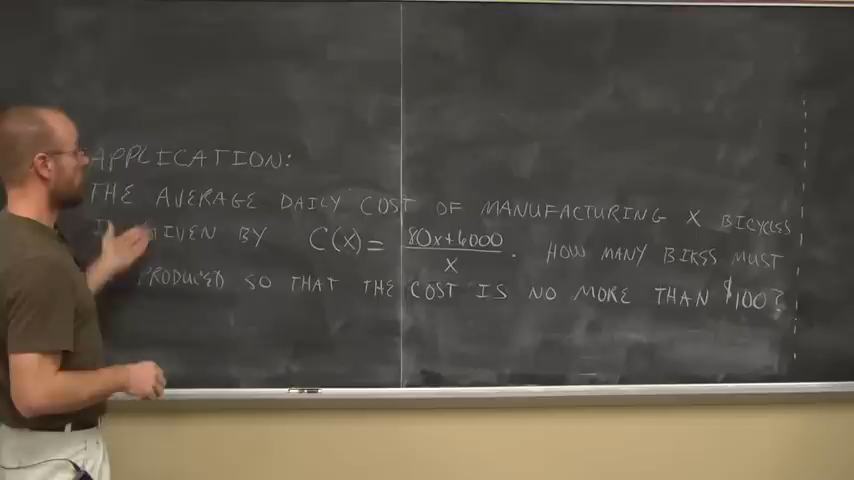 APPLICATION:
THE AVERAGE DAILY COST OF MANUFACTURING X BICYCLES
GIVEN BY C(X) = (80x+6000)/X . HOW MANY BIKES MUST
PRODUCED SO THAT THE COST IS NO MORE THAN $100?